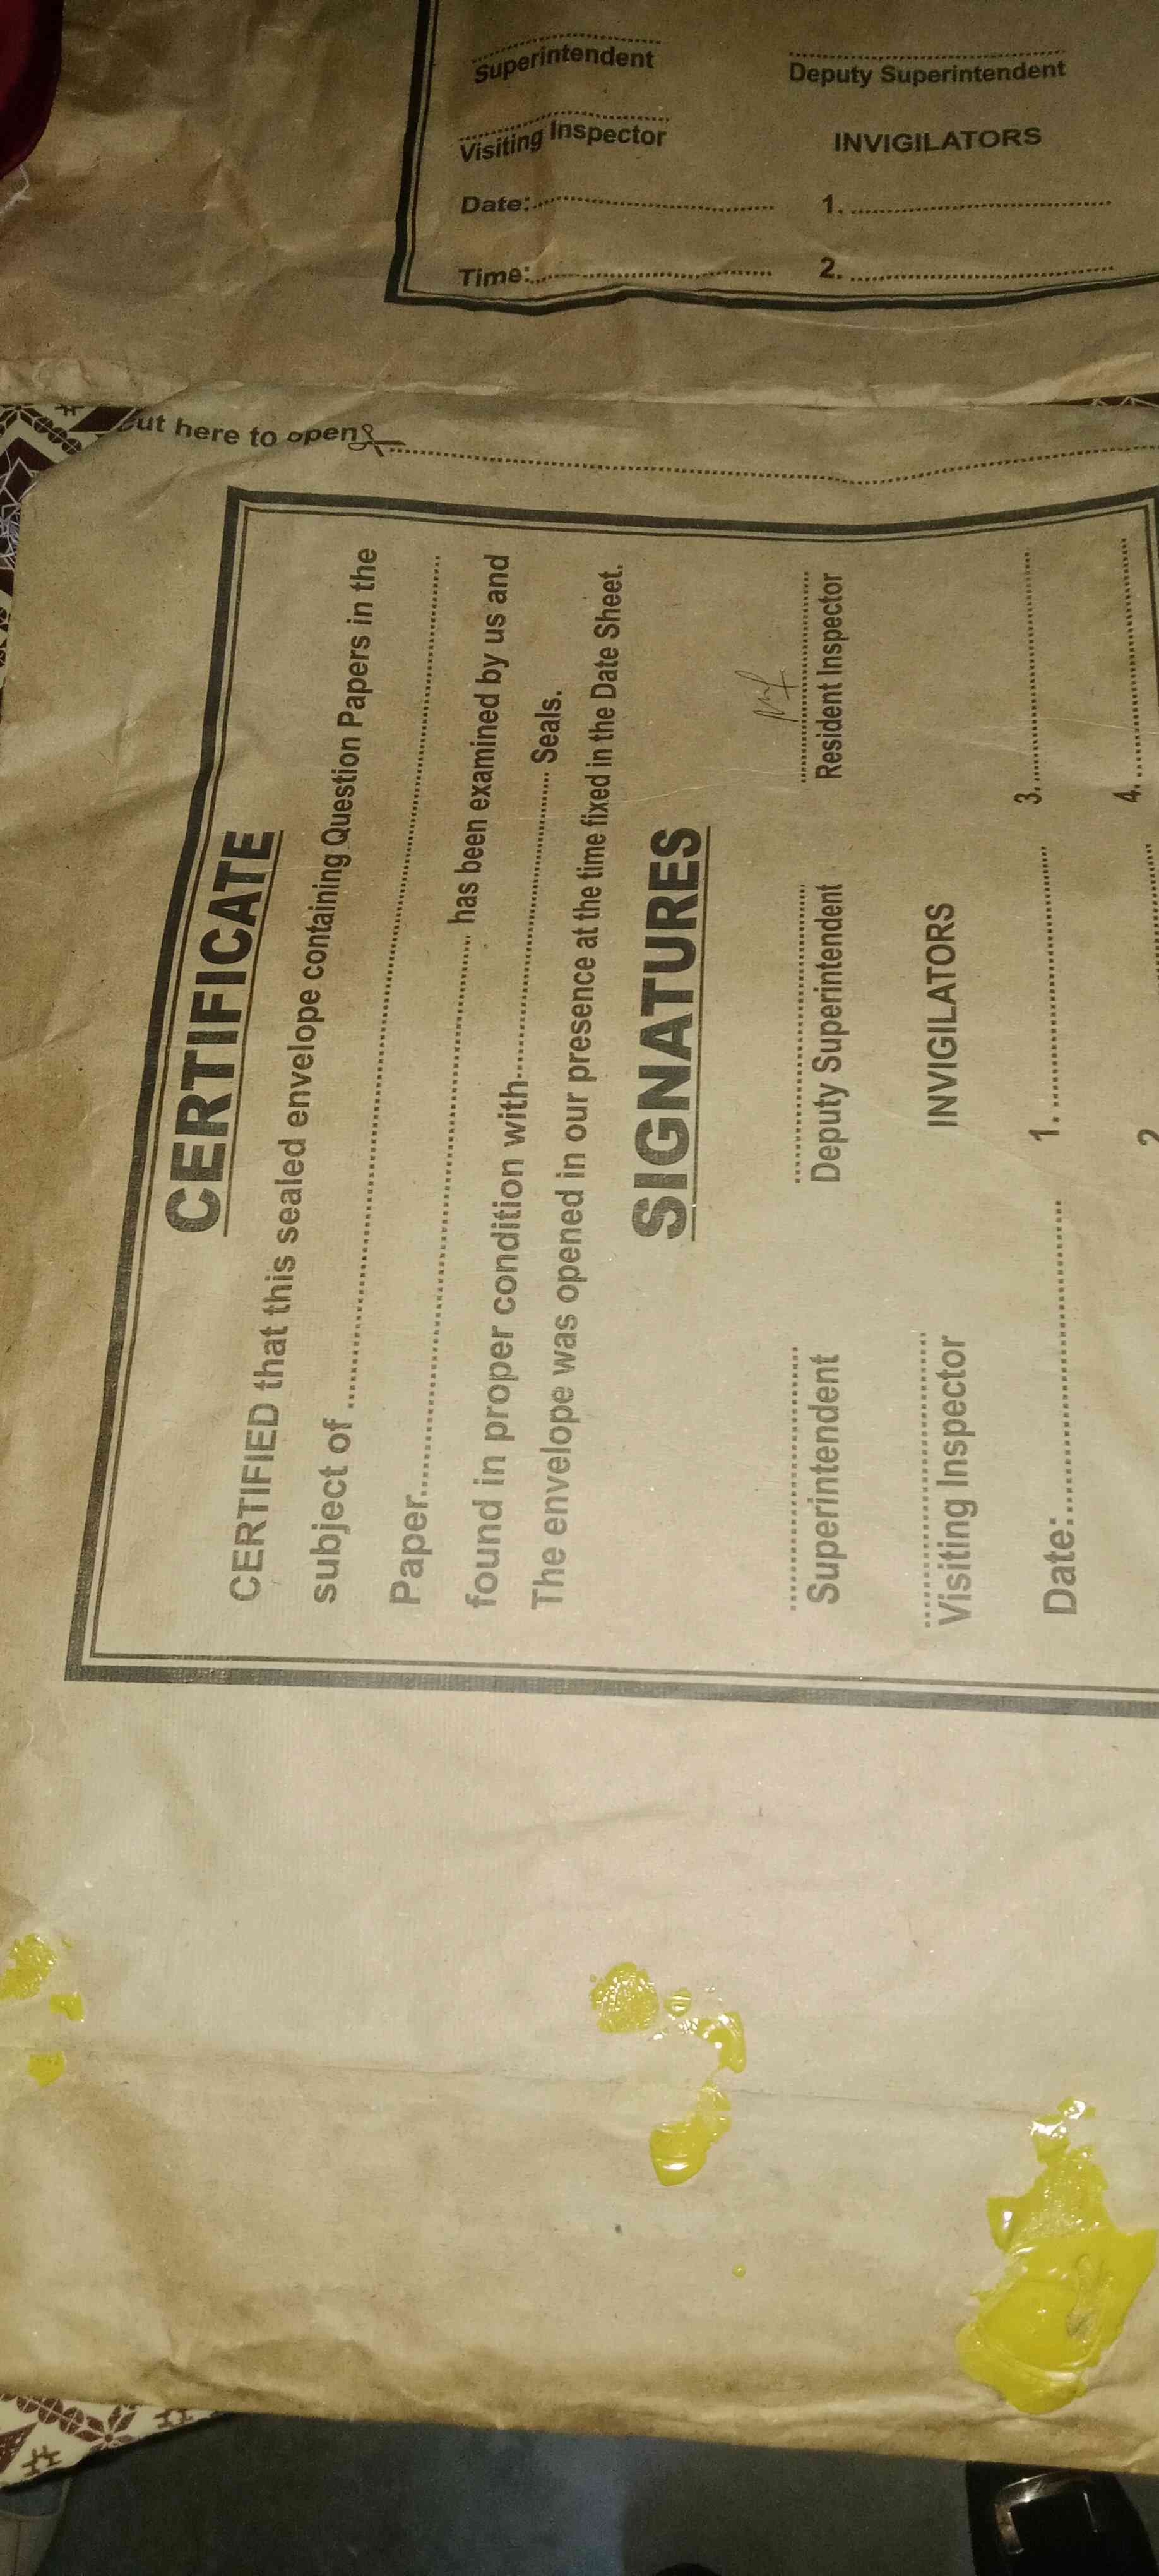 Superintendent Deputy Superintendent
Visiting Inspector INVIGILATORS
Date: 1.
Time: 2.
here to open
CERTIFICATE
CERTIFIED that this sealed envelope containing Question Papers in the
subject of
Paper has been examined by us and
found in proper condition with Seals.
The envelope was opened in our presence at the time fixed in the Date Sheet.
SIGNATURES
Superintendent Deputy Superintendent Resident Inspector
Visiting Inspector INVIGILATORS
Date: 1. 3.
2 4.